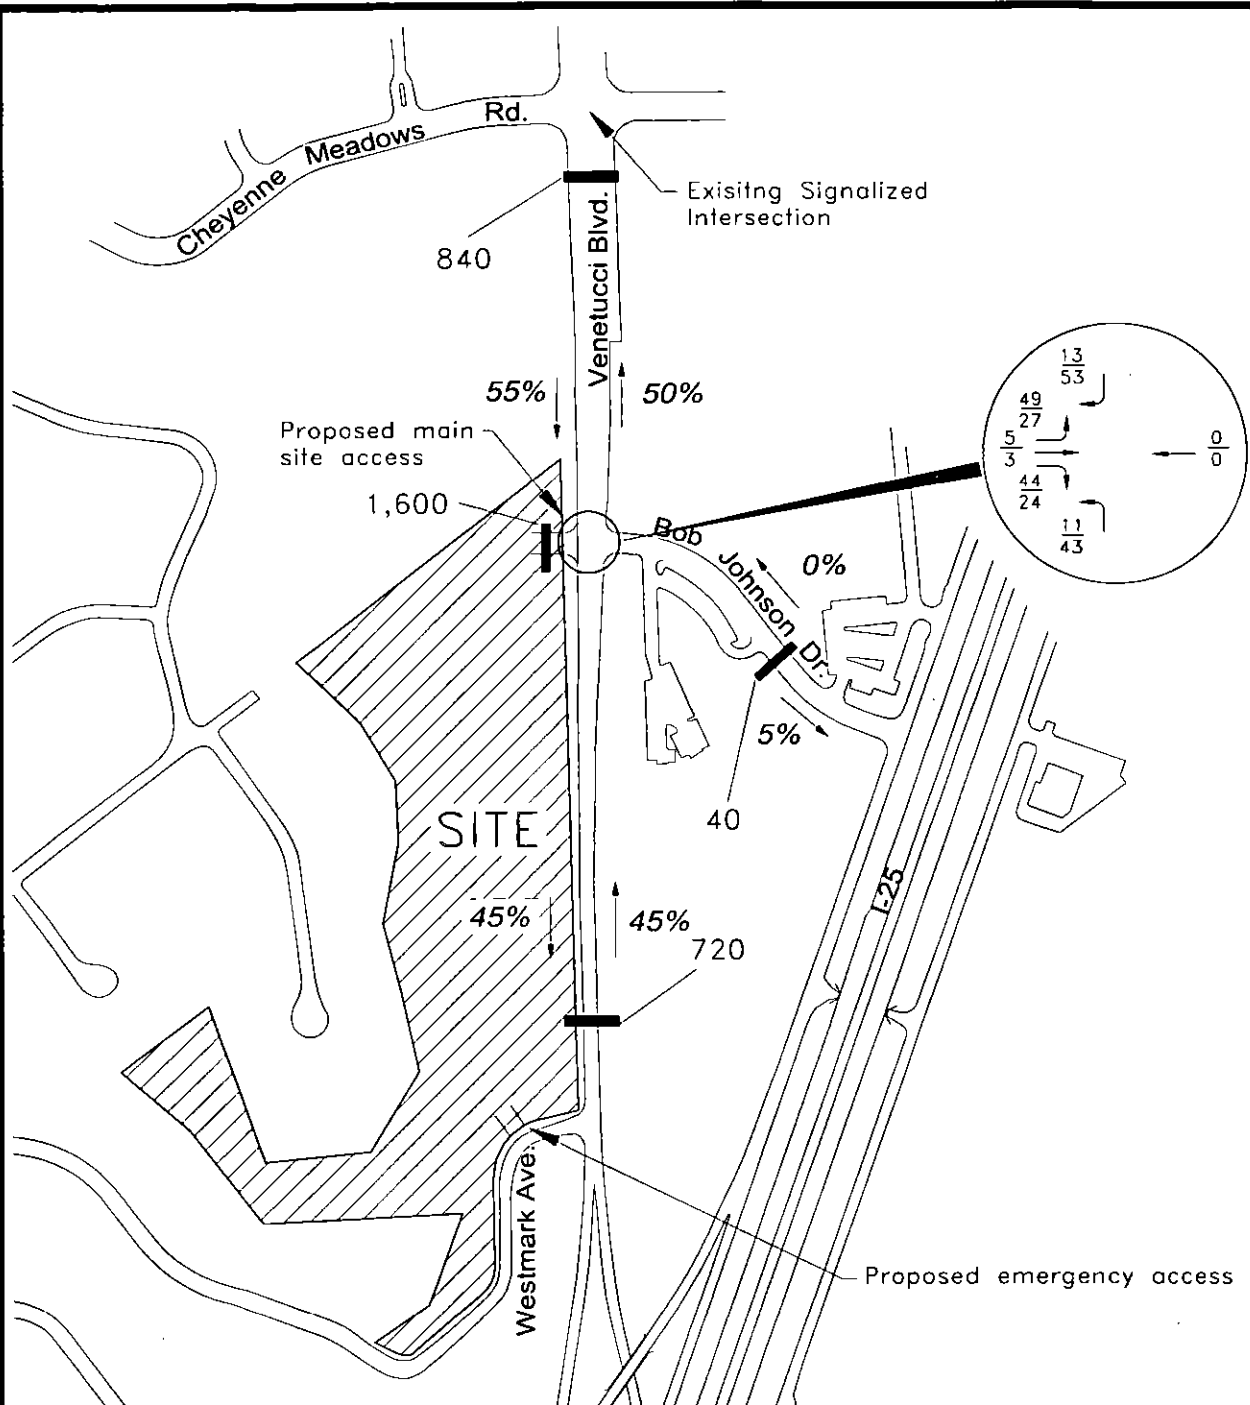 Cheyenne Meadows Rd.
Exisitng Signalized
Intersection
840
Venetucci Blvd.
55%
50%
Proposed main
site access
1,600
13
53
49
27
5
3
44
24
11
43
0
0
Bob Johnson Dr.
0%
5%
40
SITE
I-25
45%
45%
720
Westmark Ave.
Proposed emergency access